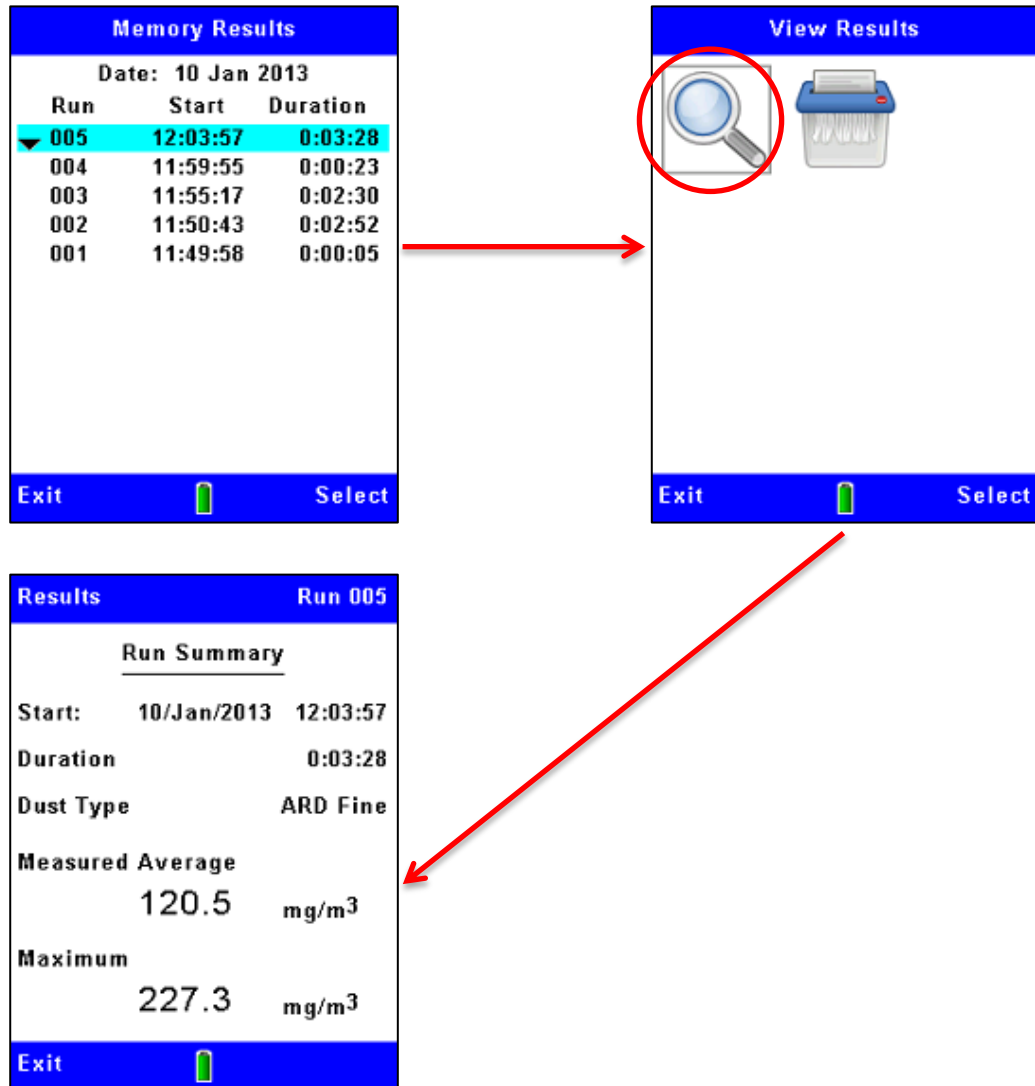 Memory Results
Date: 10 Jan 2013
Run Start Duration
005 12:03:57 0:03:28
004 11:59:55 0:00:23
003 11:55:17 0:02:30
002 11:50:43 0:02:52
001 11:49:58 0:00:05
Exit Select
View Results
Exit Select
Results Run 005
Run Summary
Start: 10/Jan/2013 12:03:57
Duration 0:03:28
Dust Type ARD Fine
Measured Average
120.5 mg/m3
Maximum
227.3 mg/m3
Exit